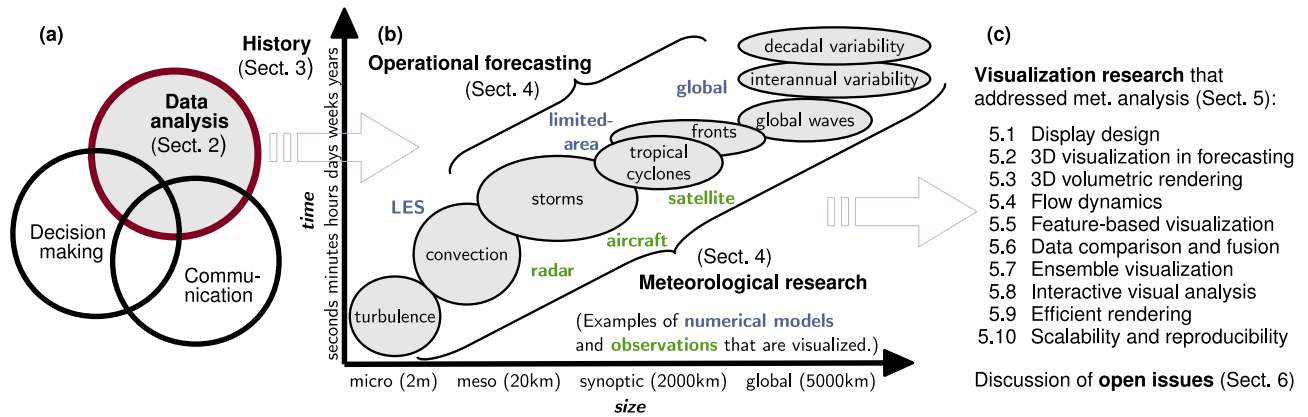 (a)
History
(Sect. 3)
Data
analysis
(Sect. 2)
Decision
making
Commu-
nication
(b)
time
seconds minutes hours days weeks years
Operational forecasting
(Sect. 4)
decadal variability
interannual variability
global
global waves
limited-
area
fronts
tropical
cyclones
LES
storms
satellite
convection
aircraft
radar
turbulence
(Sect. 4)
Meteorological research
(Examples of numerical models
and observations that are visualized.)
micro (2m) meso (20km) synoptic (2000km) global (5000km)
size
(c)
Visualization research that
addressed met. analysis (Sect. 5):
5.1 Display design
5.2 3D visualization in forecasting
5.3 3D volumetric rendering
5.4 Flow dynamics
5.5 Feature-based visualization
5.6 Data comparison and fusion
5.7 Ensemble visualization
5.8 Interactive visual analysis
5.9 Efficient rendering
5.10 Scalability and reproducibility
Discussion of open issues (Sect. 6)